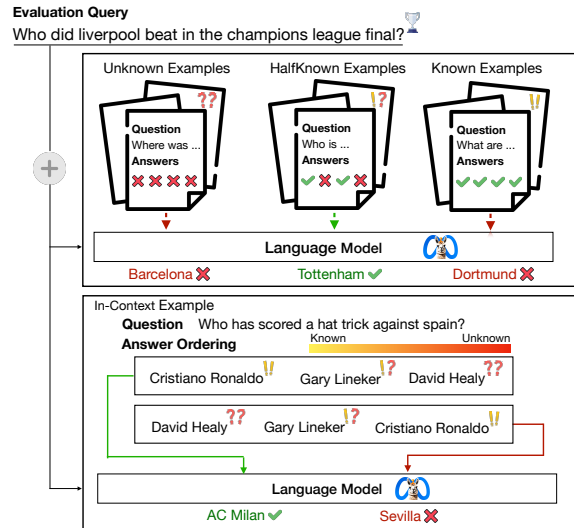 Evaluation Query
Who did liverpool beat in the champions league final?
Unknown Examples HalfKnown Examples Known Examples
?? !? !!
Question Question Question
Where was ... Who is ... What are ...
Answers Answers Answers
Language Model
Barcelona Tottenham Dortmund
In-Context Example
Question Who has scored a hat trick against spain?
Answer Ordering Known Unknown
Cristiano Ronaldo!! Gary Lineker!? David Healy??
David Healy?? Gary Lineker!? Cristiano Ronaldo!!
Language Model
AC Milan Sevilla